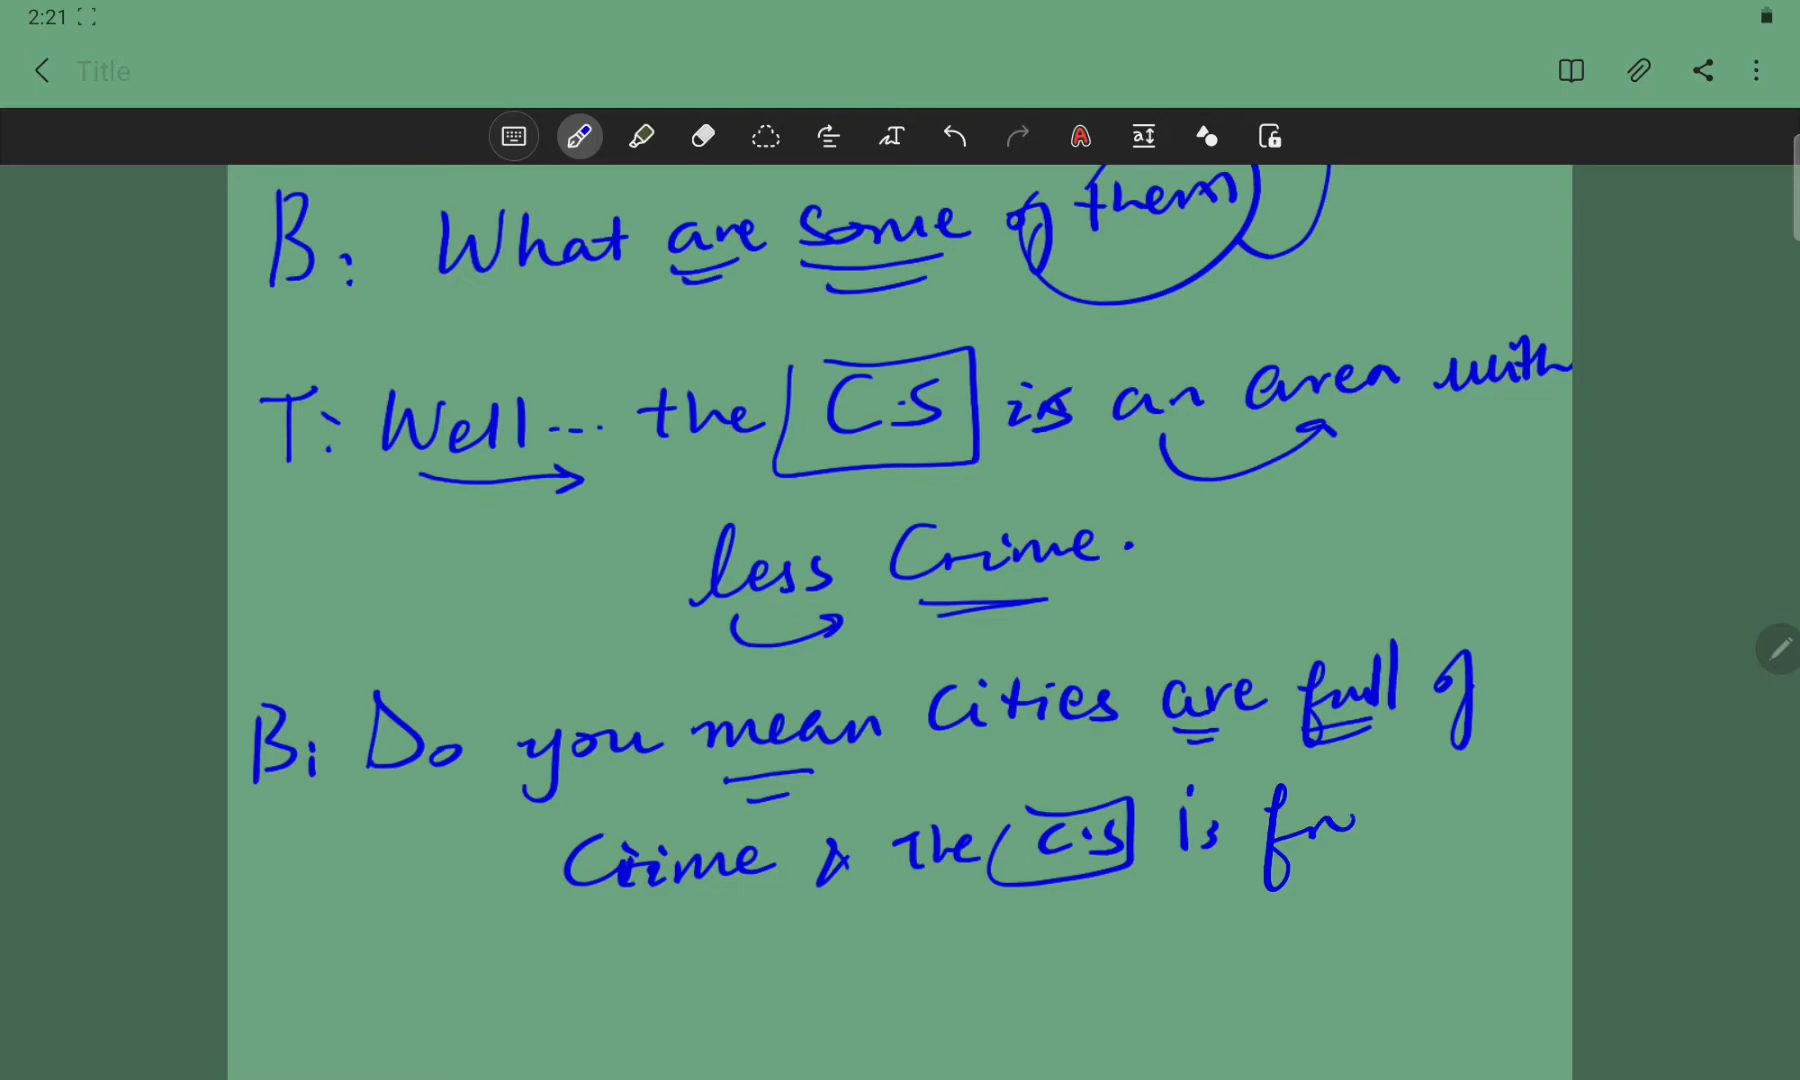 2:21
Title
B: What are some of them
T: Well... the C.S is an area with
less Crime.
B: Do you mean Cities are full of
Crime & The C.S is fr